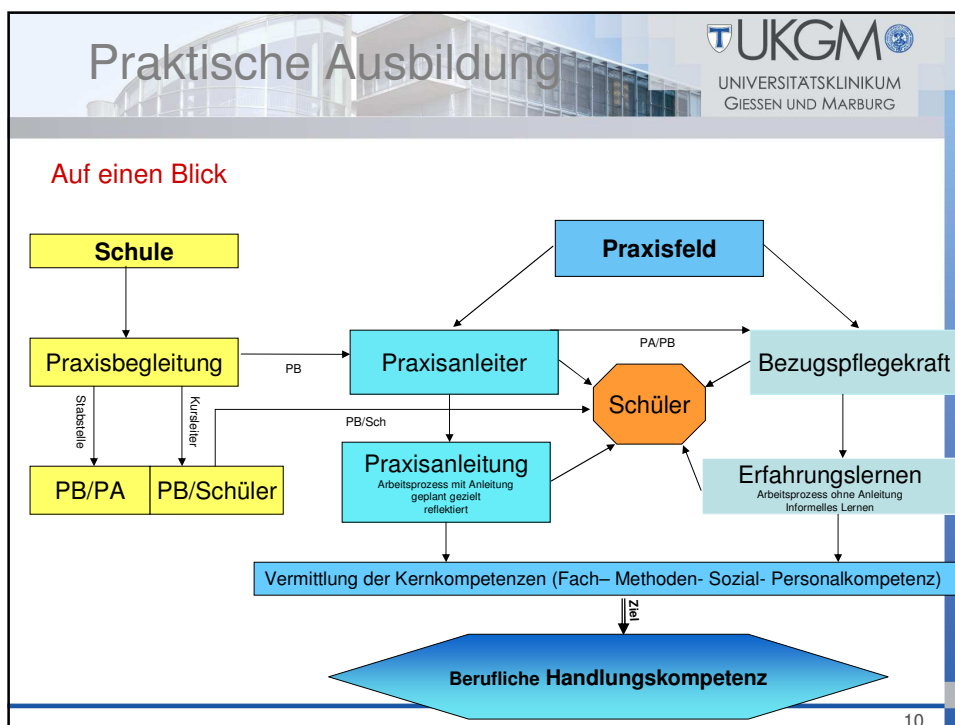 Praktische Ausbildung
UKGM
UNIVERSITÄTSKLINIKUM
GIESSEN UND MARBURG
Auf einen Blick
Schule
Praxisfeld
Praxisbegleitung
PB
Praxisanleiter
PA/PB
Bezugspflegekraft
Schüler
Stabstelle
Kursleiter
PB/Sch
PB/PA
PB/Schüler
Praxisanleitung
Arbeitsprozess mit Anleitung
geplant gezielt
reflektiert
Erfahrungslernen
Arbeitsprozess ohne Anleitung
Informelles Lernen
Vermittlung der Kernkompetenzen (Fach– Methoden- Sozial- Personalkompetenz)
Ziel
Berufliche Handlungskompetenz
10